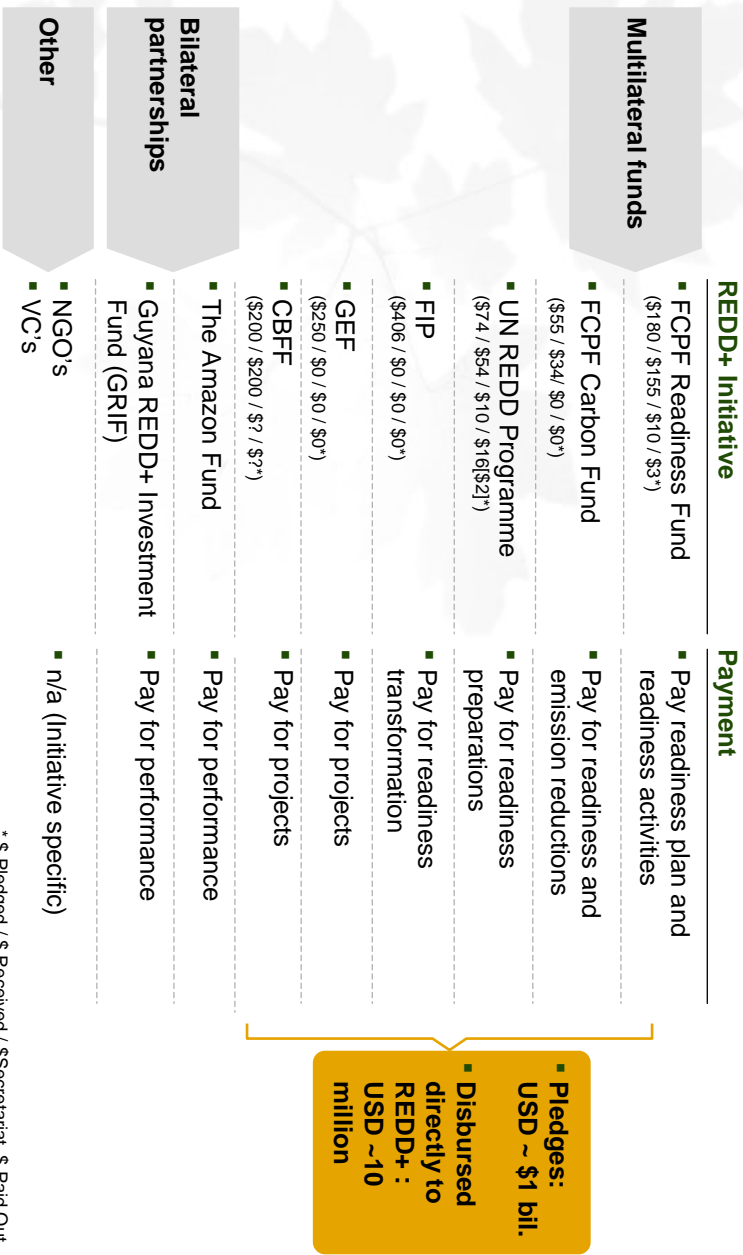 REDD+ Initiative
Payment
Multilateral funds
▪ FCPF Readiness Fund
($180 / $155 / $10 / $3*)
▪ Pay readiness plan and
readiness activities
▪ FCPF Carbon Fund
($55 / $34/ $0 / $0*)
▪ Pay for readiness and
emission reductions
▪ UN REDD Programme
($74 / $54 / $10 / $16[$2]*)
▪ Pay for readiness
preparations
▪ FIP
($406 / $0 / $0 / $0*)
▪ Pay for readiness
transformation
▪ GEF
($250 / $0 / $0 / $0*)
▪ Pay for projects
▪ CBFF
($200 / $200 / $? / $?*)
▪ Pay for projects
Bilateral
partnerships
▪ The Amazon Fund
▪ Pay for performance
▪ Guyana REDD+ Investment
Fund (GRIF)
▪ Pay for performance
Other
▪ NGO's
▪ VC's
▪ n/a (Initiative specific)
▪ Pledges:
USD ~ $1 bil.
▪ Disbursed
directly to
REDD+ :
USD ~10
million
* $ Pledged / $ Received / $Secretariat $ Paid Out